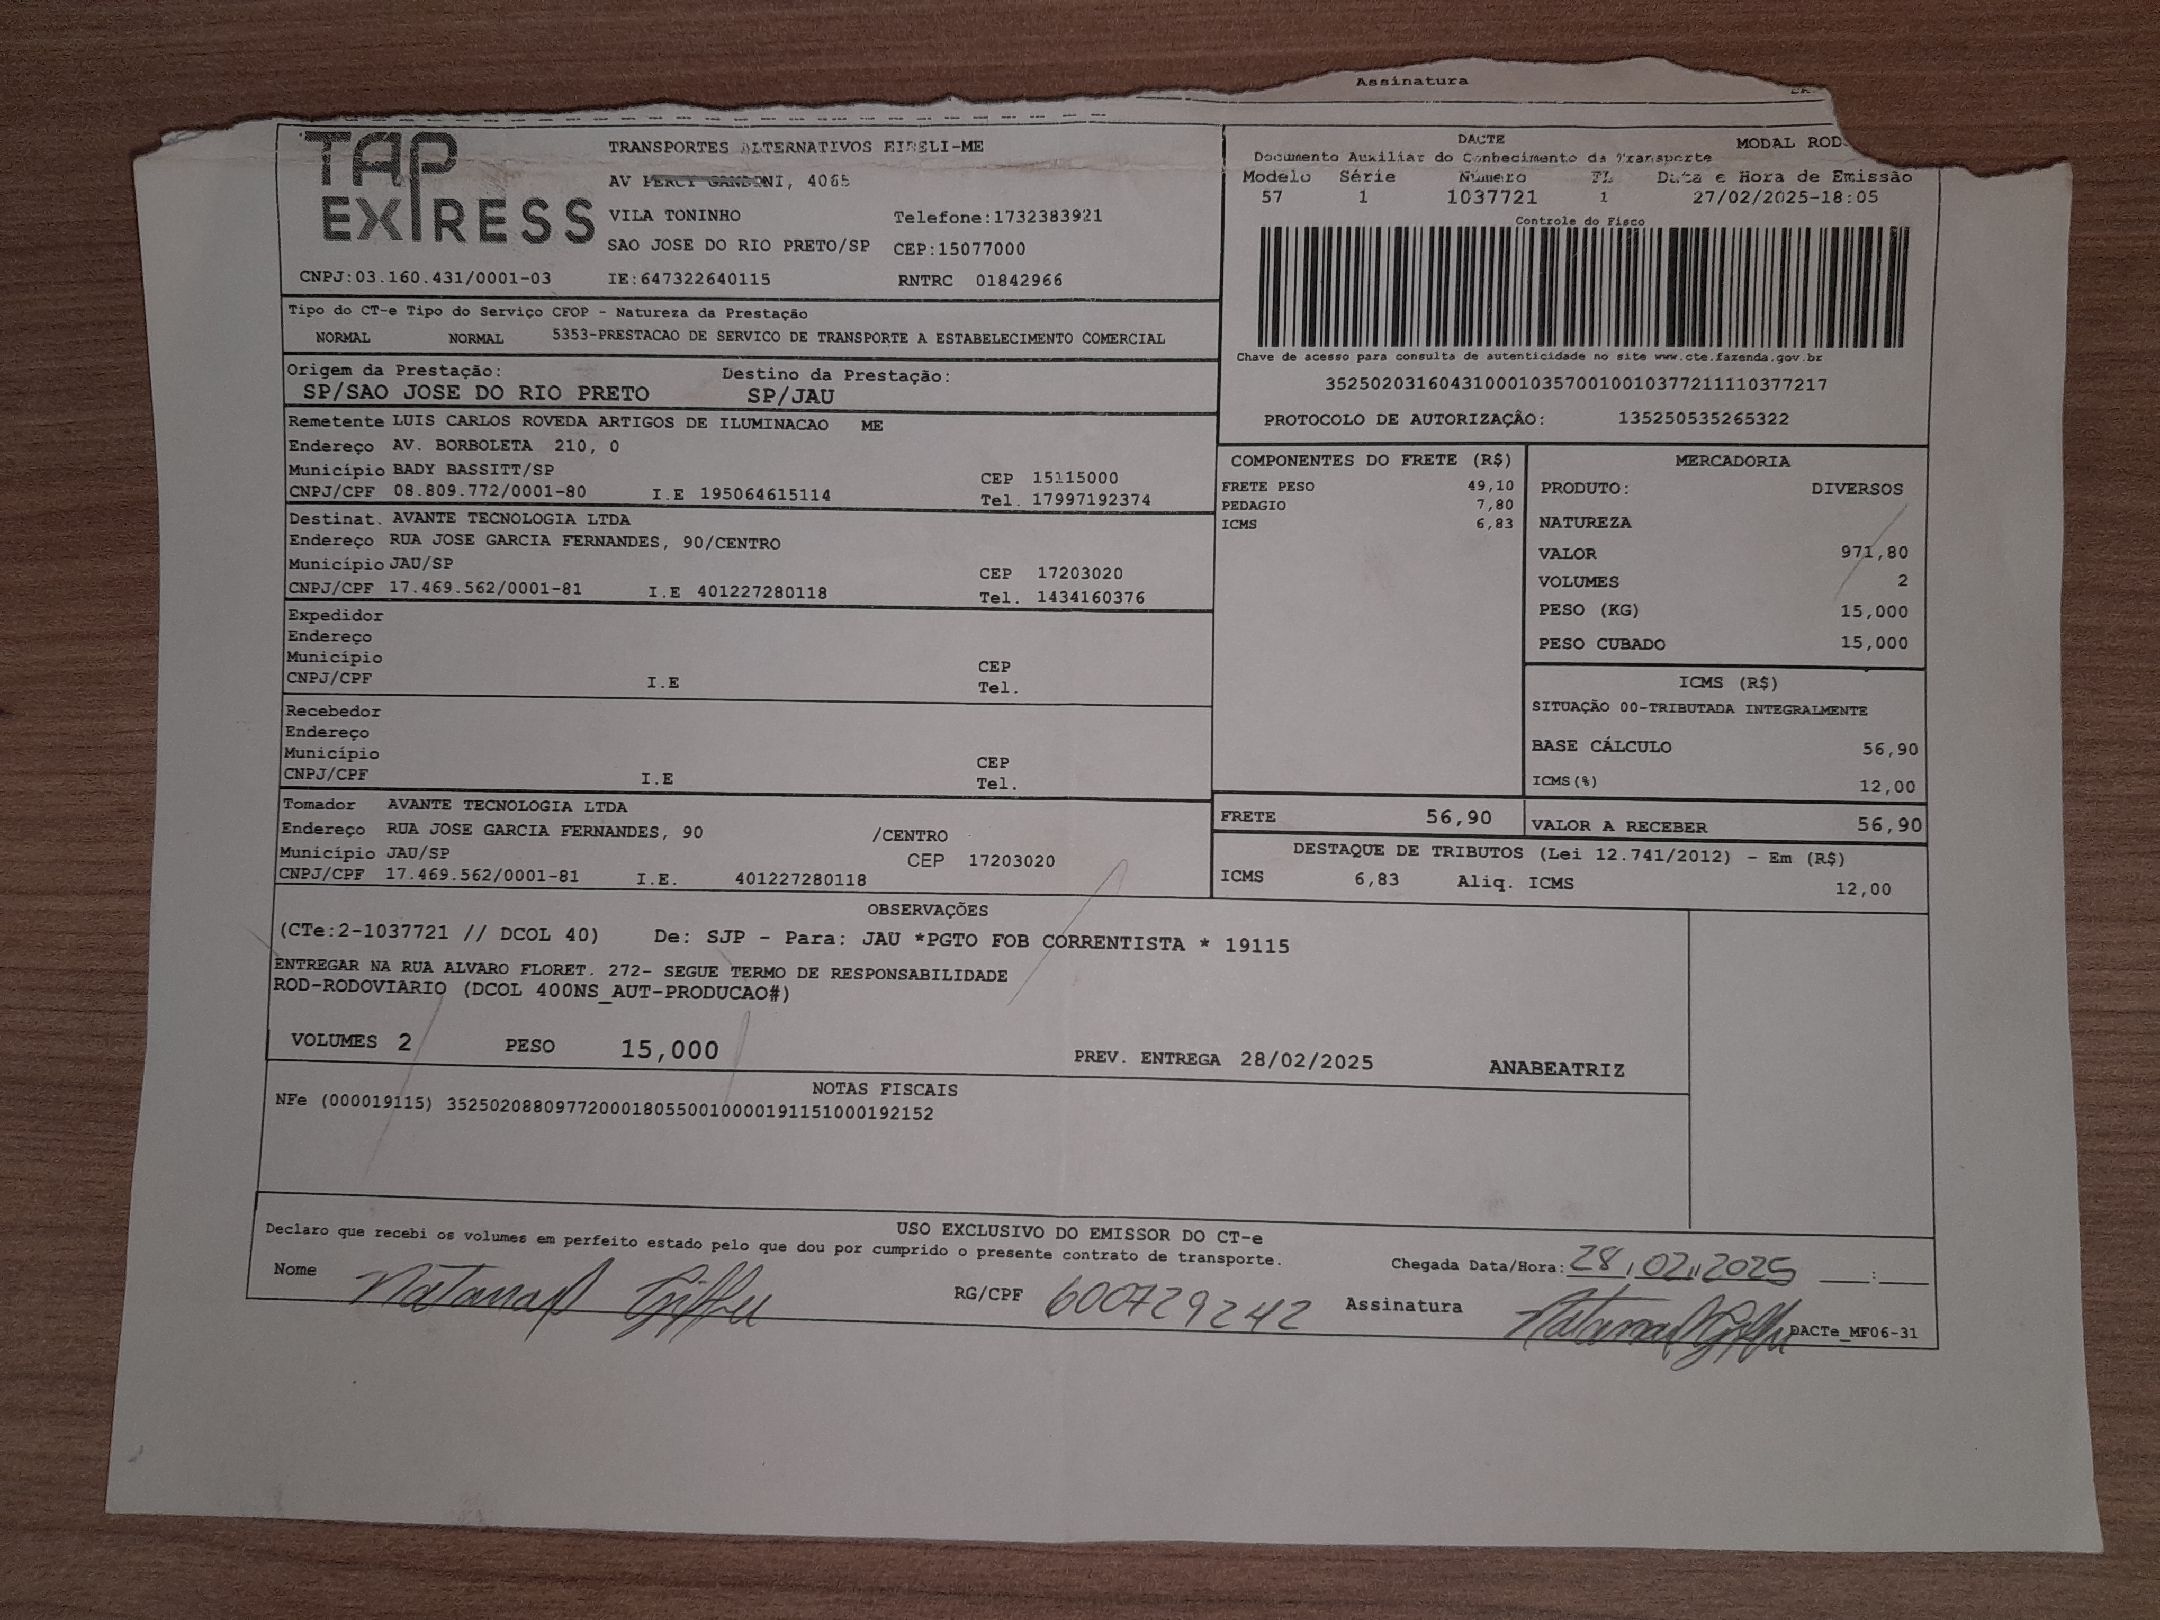 Assinatura
TAP EXPRESS
TRANSPORTES ALTERNATIVOS EIRELI-ME
AV PERCY GANDONI, 4065
VILA TONINHO Telefone:1732383921
SAO JOSE DO RIO PRETO/SP CEP:15077000
CNPJ:03.160.431/0001-03 IE:647322640115 RNTRC 01842966
DACTE MODAL
Documento Auxiliar do Conhecimento de Transporte
Modelo Série Número FL Data e Hora de Emissão
57 1 1037721 1 27/02/2025-18:05
Controle do Fisco
Chave de acesso para consulta de autenticidade no site www.cte.fazenda.gov.br
35250203160431000103570010010377211110377217
PROTOCOLO DE AUTORIZAÇÃO: 135250535265322
Tipo do CT-e Tipo do Serviço CFOP - Natureza da Prestação
NORMAL NORMAL 5353-PRESTACAO DE SERVICO DE TRANSPORTE A ESTABELECIMENTO COMERCIAL
Origem da Prestação: Destino da Prestação:
SP/SAO JOSE DO RIO PRETO SP/JAU
Remetente LUIS CARLOS ROVEDA ARTIGOS DE ILUMINACAO ME
Endereço AV. BORBOLETA 210, 0
Município BADY BASSITT/SP CEP 15115000
CNPJ/CPF 08.809.772/0001-80 I.E 195064615114 Tel. 17997192374
Destinat. AVANTE TECNOLOGIA LTDA
Endereço RUA JOSE GARCIA FERNANDES, 90/CENTRO
Município JAU/SP CEP 17203020
CNPJ/CPF 17.469.562/0001-81 I.E 401227280118 Tel. 1434160376
Expedidor
Endereço
Município CEP
CNPJ/CPF I.E Tel.
Recebedor
Endereço
Município CEP
CNPJ/CPF I.E Tel.
Tomador AVANTE TECNOLOGIA LTDA
Endereço RUA JOSE GARCIA FERNANDES, 90 /CENTRO
Município JAU/SP CEP 17203020
CNPJ/CPF 17.469.562/0001-81 I.E. 401227280118
COMPONENTES DO FRETE (R$)
FRETE PESO 49,10
PEDAGIO 7,80
ICMS 6,83
MERCADORIA
PRODUTO: DIVERSOS
NATUREZA
VALOR 971,80
VOLUMES 2
PESO (KG) 15,000
PESO CUBADO 15,000
ICMS (R$)
SITUAÇÃO 00-TRIBUTADA INTEGRALMENTE
BASE CÁLCULO 56,90
ICMS(%) 12,00
FRETE 56,90 VALOR A RECEBER 56,90
DESTAQUE DE TRIBUTOS (Lei 12.741/2012) - Em (R$)
ICMS 6,83 Aliq. ICMS 12,00
OBSERVAÇÕES
(CTe:2-1037721 // DCOL 40) De: SJP - Para: JAU *PGTO FOB CORRENTISTA * 19115
ENTREGAR NA RUA ALVARO FLORET. 272- SEGUE TERMO DE RESPONSABILIDADE
ROD-RODOVIARIO (DCOL 400NS_AUT-PRODUCAO#)
VOLUMES 2 PESO 15,000 PREV. ENTREGA 28/02/2025 ANABEATRIZ
NOTAS FISCAIS
NFe (000019115) 35250208809772000180550010000191151000192152
USO EXCLUSIVO DO EMISSOR DO CT-e
Declaro que recebi os volumes em perfeito estado pelo que dou por cumprido o presente contrato de transporte.
Chegada Data/Hora: 28/02/2025 __:__
Nome RG/CPF 600729242 Assinatura
DACTe_MF06-31